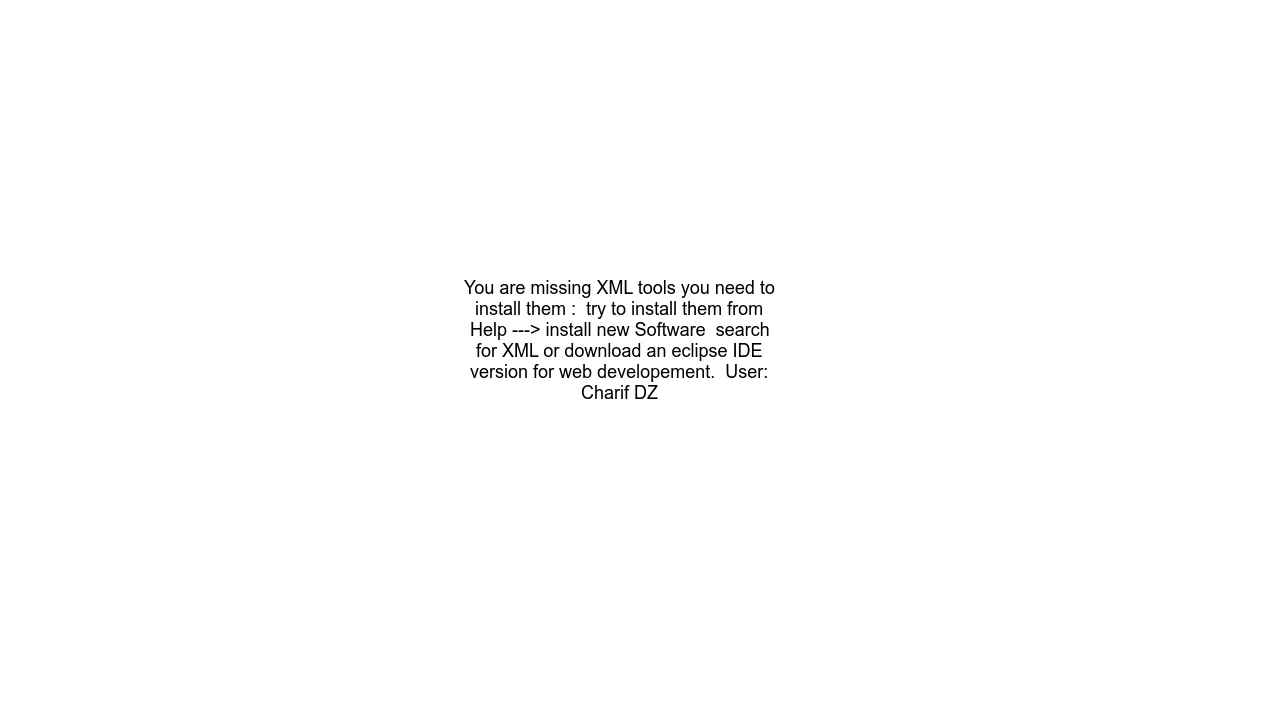 You are missing XML tools you need to
install them :  try to install them from
Help ---> install new Software  search
for XML or download an eclipse IDE
version for web developement.  User:
Charif DZ